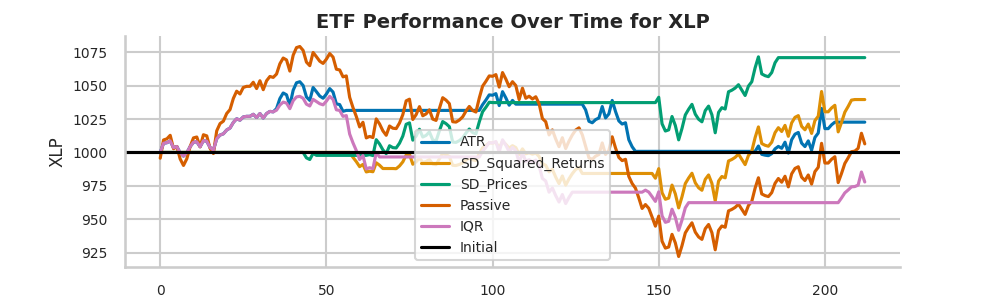 ETF Performance Over Time for XLP
XLP
1075
1050
1025
1000
975
950
925
0
50
100
150
200
ATR
SD_Squared_Returns
SD_Prices
Passive
IQR
Initial